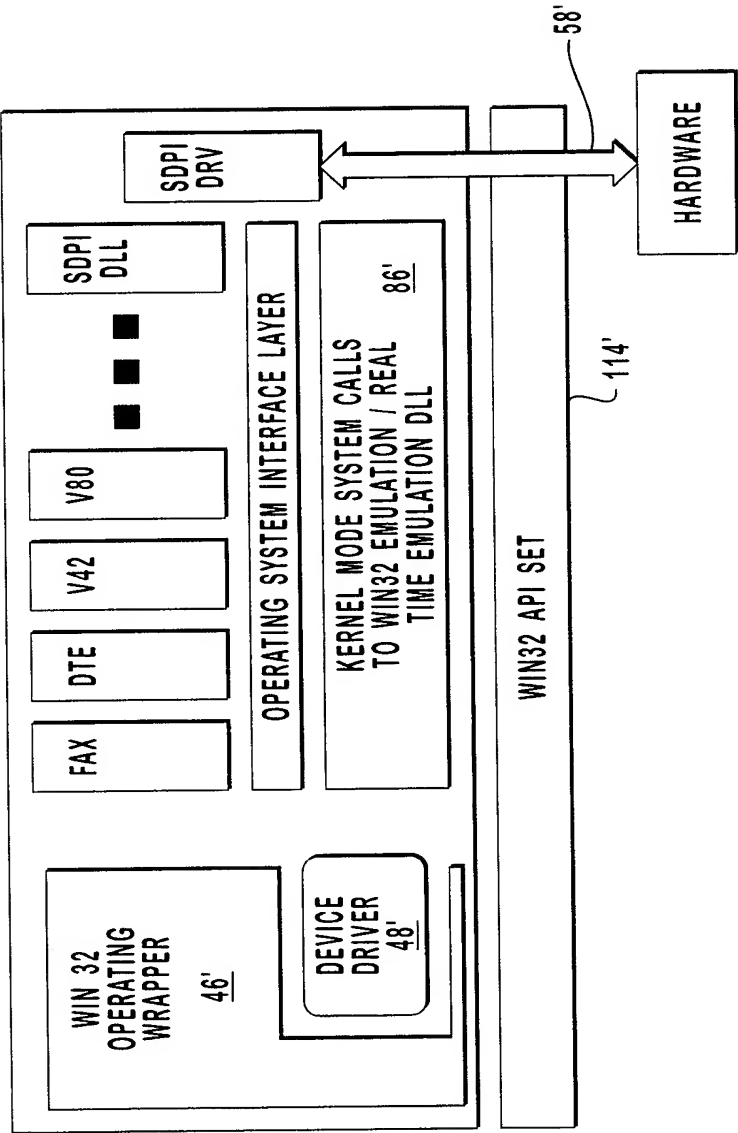 WIN 32
OPERATING
WRAPPER
46'
DEVICE
DRIVER
48'
FAX
DTE
V42
V80
SDPI
DLL
SDPI
DRV
OPERATING SYSTEM INTERFACE LAYER
KERNEL MODE SYSTEM CALLS
TO WIN32 EMULATION / REAL
TIME EMULATION DLL
86'
WIN32 API SET
114'
58'
HARDWARE